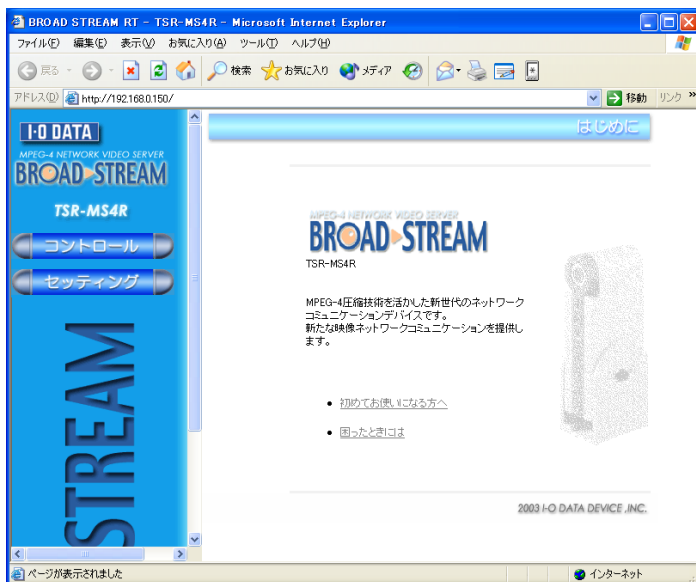 BROAD STREAM RT - TSR-MS4R - Microsoft Internet Explorer
ファイル(F) 編集(E) 表示(V) お気に入り(A) ツール(T) ヘルプ(H)
戻る 検索 お気に入り メディア
アドレス(D) http://192.168.0.150/ 移動 リンク »
I-O DATA
MPEG-4 NETWORK VIDEO SERVER
BROAD STREAM
TSR-MS4R
コントロール
セッティング
STREAM
はじめに
MPEG-4 NETWORK VIDEO SERVER
BROAD STREAM
TSR-MS4R
MPEG-4圧縮技術を活かした新世代のネットワーク
コミュニケーションデバイスです。
新たな映像ネットワークコミュニケーションを提供し
ます。
初めてお使いになる方へ
困ったときには
2003 I-O DATA DEVICE .INC.
ページが表示されました インターネット